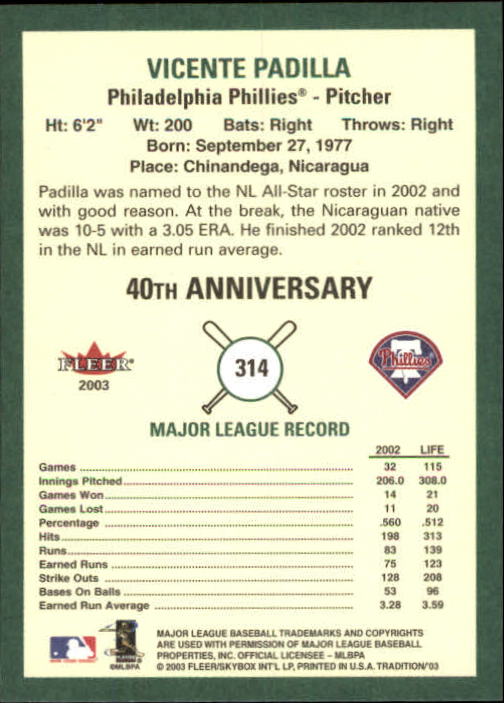 VICENTE PADILLA
Philadelphia Phillies® - Pitcher
Ht: 6'2" Wt: 200 Bats: Right Throws: Right
Born: September 27, 1977
Place: Chinandega, Nicaragua
Padilla was named to the NL All-Star roster in 2002 and
with good reason. At the break, the Nicaraguan native
was 10-5 with a 3.05 ERA. He finished 2002 ranked 12th
in the NL in earned run average.
40TH ANNIVERSARY
FLEER®
2003
314
Phillies
MAJOR LEAGUE RECORD
2002 LIFE
Games 32 115
Innings Pitched 206.0 308.0
Games Won 14 21
Games Lost 11 20
Percentage .560 .512
Hits 198 313
Runs 83 139
Earned Runs 75 123
Strike Outs 128 208
Bases On Balls 53 96
Earned Run Average 3.28 3.59
©MLBPA
MAJOR LEAGUE BASEBALL TRADEMARKS AND COPYRIGHTS
ARE USED WITH PERMISSION OF MAJOR LEAGUE BASEBALL
PROPERTIES, INC. OFFICIAL LICENSEE – MLBPA
© 2003 FLEER/SKYBOX INT'L LP, PRINTED IN U.S.A. TRADITION/'03